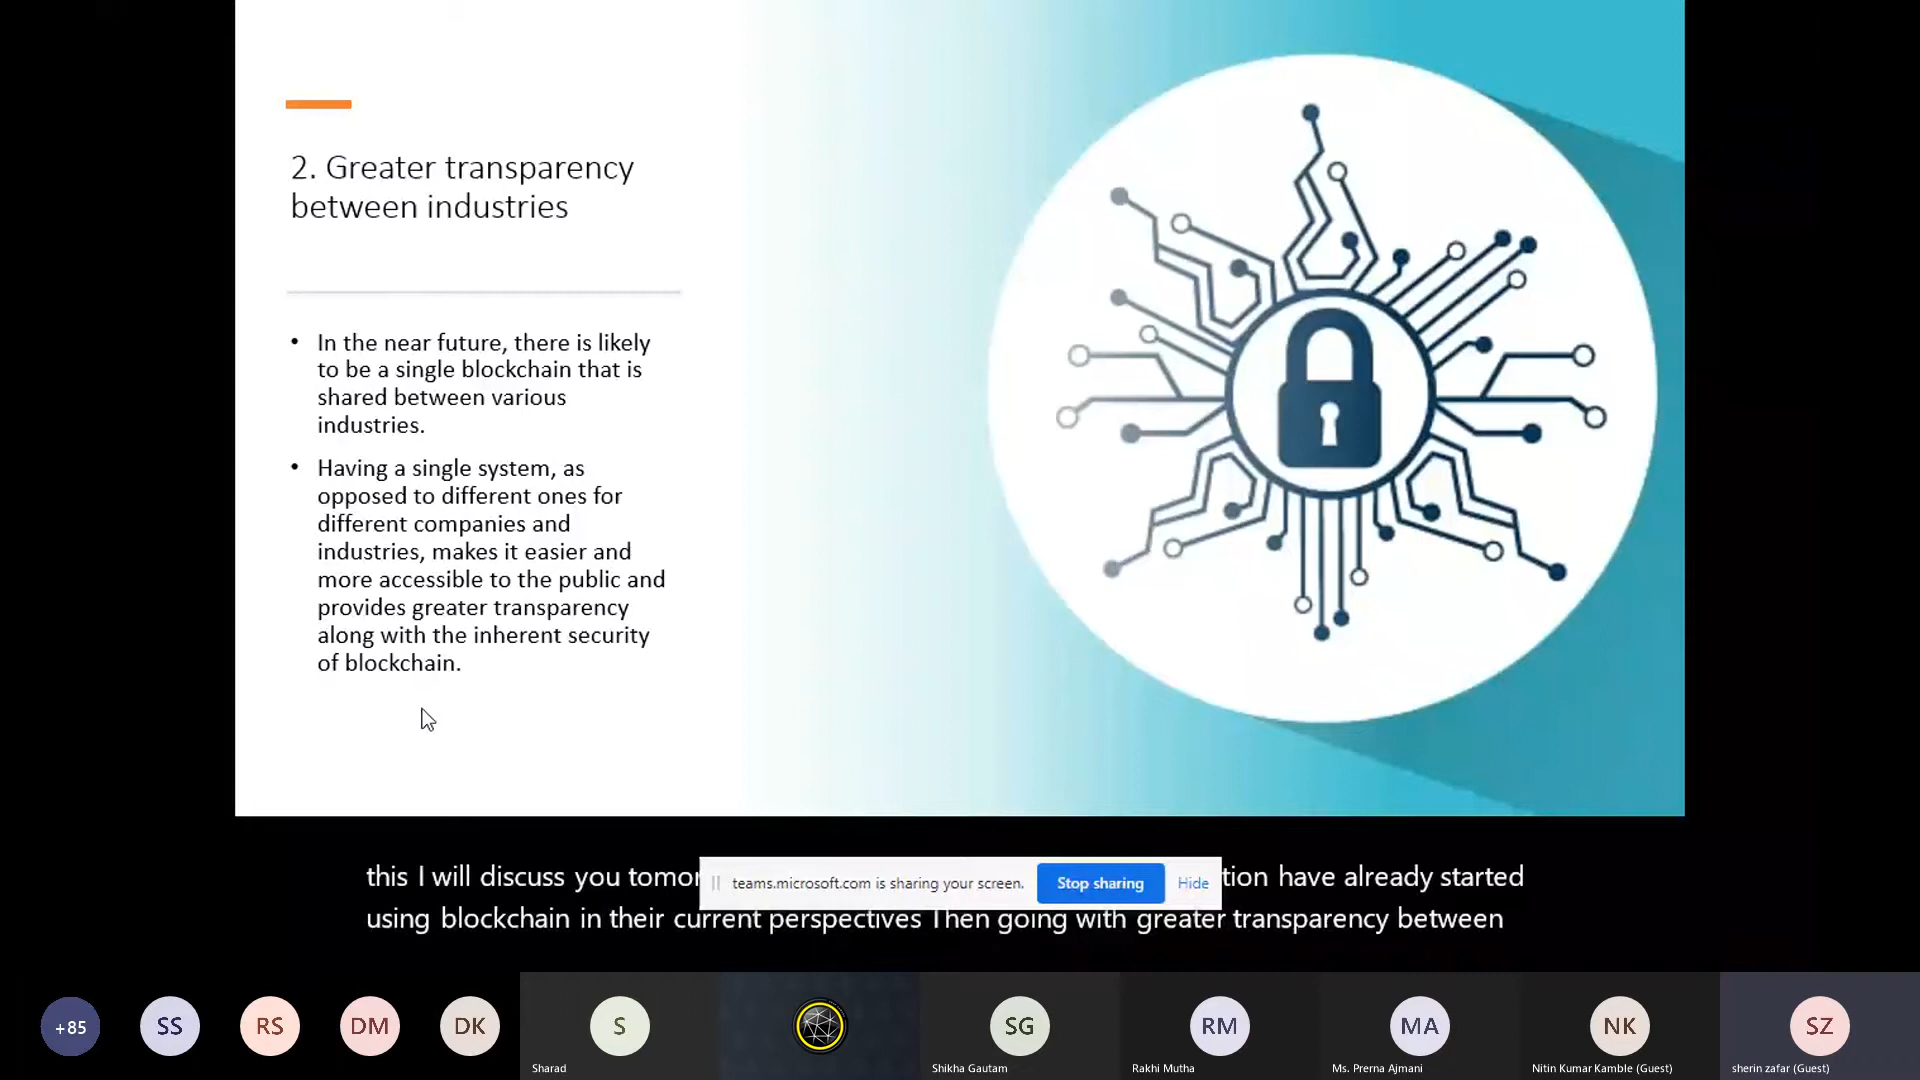 2. Greater transparency
between industries
• In the near future, there is likely
to be a single blockchain that is
shared between various
industries.
• Having a single system, as
opposed to different ones for
different companies and
industries, makes it easier and
more accessible to the public and
provides greater transparency
along with the inherent security
of blockchain.
this I will discuss you tomor
tion have already started
teams.microsoft.com is sharing your screen. Stop sharing Hide
using blockchain in their current perspectives Then going with greater transparency between
+85 SS RS DM DK S SG RM MA NK SZ
Sharad Shikha Gautam Rakhi Mutha Ms. Prerna Ajmani Nitin Kumar Kamble (Guest) sherin zafar (Guest)